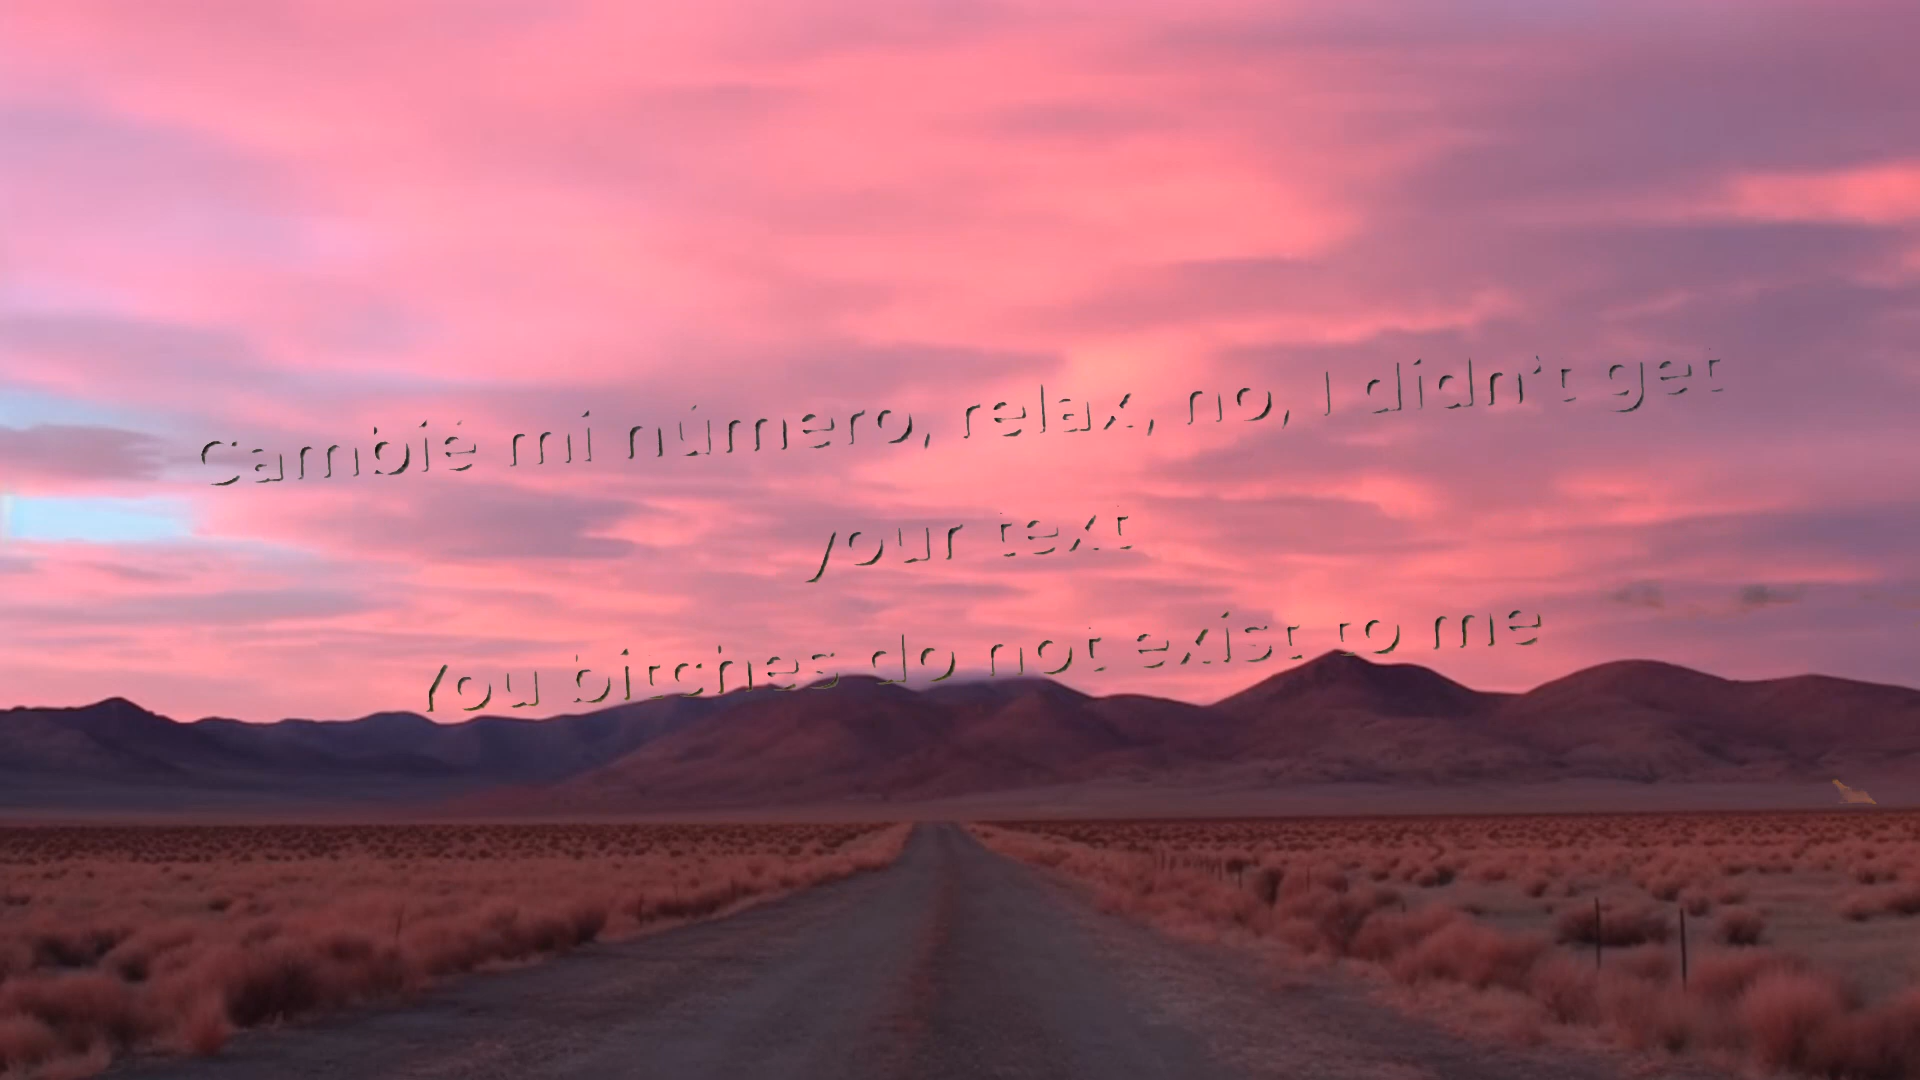 Cambié mi número, relax, no, I didn't get
your text
You bitches do not exist to me